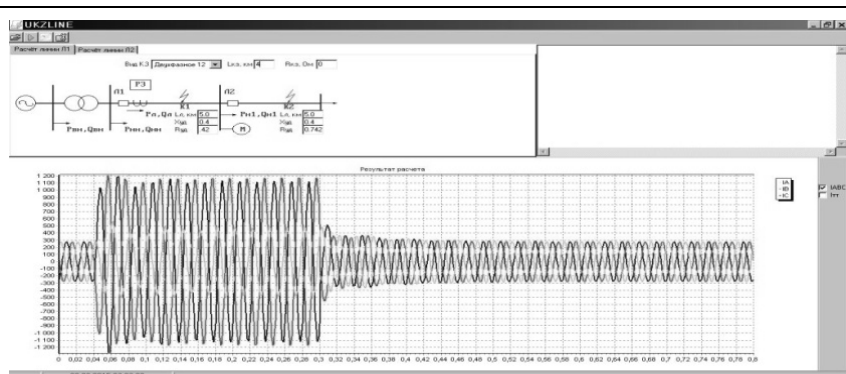 UKZLINE
Расчёт линии Л1 Расчёт линии Л2
Вид К.З Двухфазное 12 Lк.з. км 4 Rк.з. Ом 0
РЗ
Л1 Л2
К1 К2
Рл,Qл Lл, км 5.0 Рн1,Qн1 Lл, км 5.0
Худ 0.4 Худ 0.4
Рвн,Qвн Рнн,Qнн Rуд .42 М Rуд 0.742
Результат расчета
1 200
1 100
1 000
900
800
700
600
500
400
300
200
100
0
-100
-200
-300
-400
-500
-600
-700
-800
-900
-1 000
-1 100
-1 200
IA
IB
IC
IABC
0 0,02 0,04 0,06 0,08 0,1 0,12 0,14 0,16 0,18 0,2 0,22 0,24 0,26 0,28 0,3 0,32 0,34 0,36 0,38 0,4 0,42 0,44 0,46 0,48 0,5 0,52 0,54 0,56 0,58 0,6 0,62 0,64 0,66 0,68 0,7 0,72 0,74 0,76 0,78 0,8